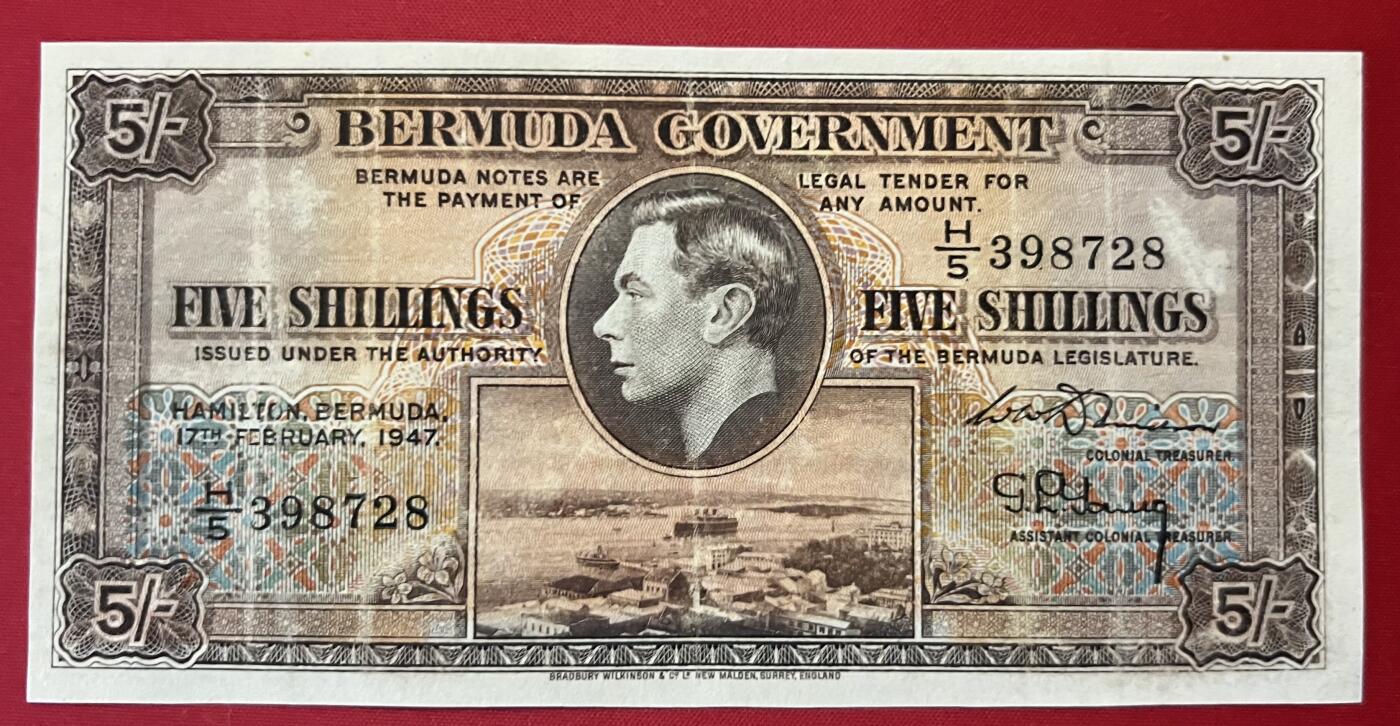 5/- 5/-
BERMUDA GOVERNMENT
BERMUDA NOTES ARE LEGAL TENDER FOR
THE PAYMENT OF ANY AMOUNT.
H/5 398728
FIVE SHILLINGS FIVE SHILLINGS
ISSUED UNDER THE AUTHORITY OF THE BERMUDA LEGISLATURE.
HAMILTON, BERMUDA,
17TH FEBRUARY, 1947.
COLONIAL TREASURER.
H/5 398728
ASSISTANT COLONIAL TREASURER.
5/- 5/-
BRADBURY WILKINSON & Cº Lº NEW MALDEN, SURREY, ENGLAND